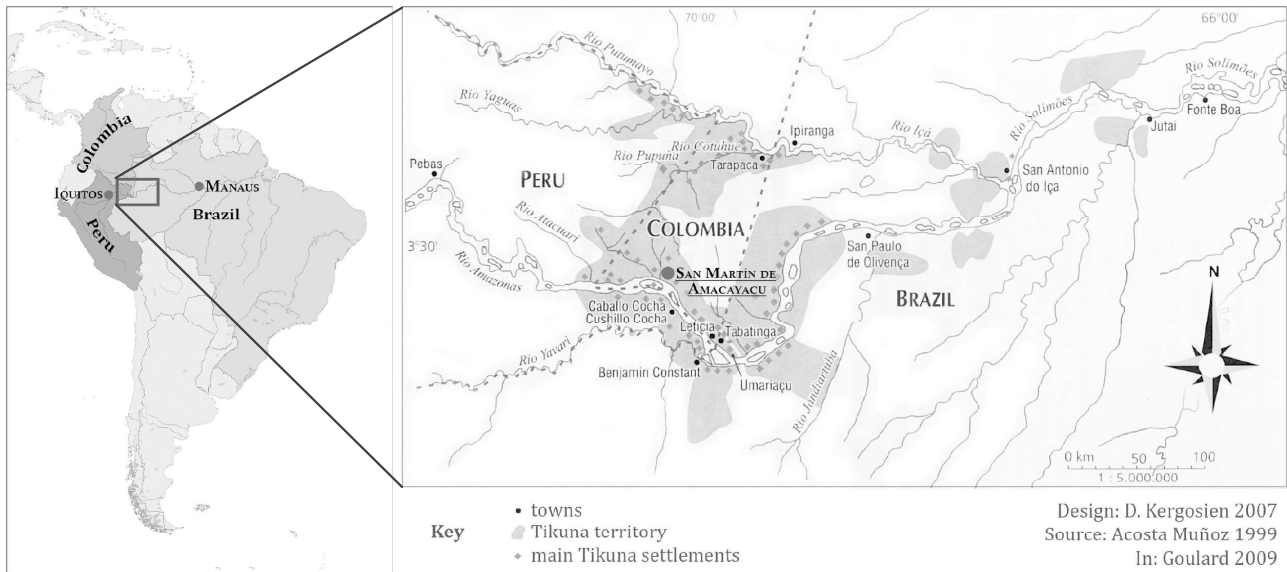 Colombia
IQUITOS
MANAUS
Peru
Brazil
70°00'
66°00'
Rio Putumayo
Rio Yaguas
Rio Solimões
Rio Solimões
Fonte Boa
Jutai
Ipiranga
Rio Içá
Rio Cotuhue
Rio Pupuña
Tarapaca
Pebas
PERU
San Antonio
do Iça
Rio Atacuari
COLOMBIA
3°30'
San Paulo
de Olivença
Rio Amazonas
SAN MARTÍN DE
AMACAYACU
BRAZIL
N
Caballo Cocha
Cushillo Cocha
Leticia
Tabatinga
Rio Yavari
Benjamin Constant
Umariaçu
Rio Jandiartuba
0 km 50 100
1 : 5.000.000
Key
towns
Tikuna territory
main Tikuna settlements
Design: D. Kergosien 2007
Source: Acosta Muñoz 1999
In: Goulard 2009